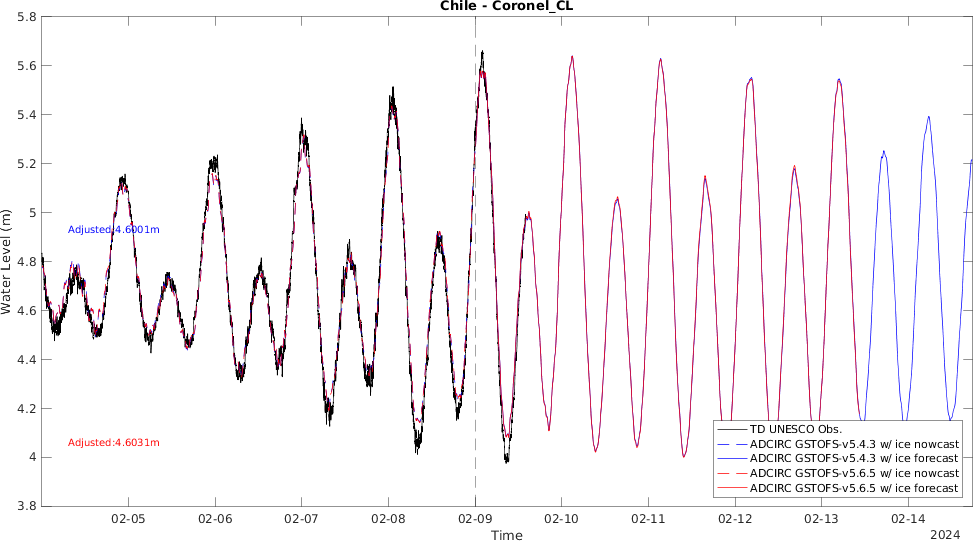 Chile - Coronel_CL
5.8
5.6
5.4
5.2
5
4.8
4.6
4.4
4.2
4
3.8
Water Level (m)
Adjusted:4.6001m
Adjusted:4.6031m
TD UNESCO Obs.
ADCIRC GSTOFS-v5.4.3 w/ ice nowcast
ADCIRC GSTOFS-v5.4.3 w/ ice forecast
ADCIRC GSTOFS-v5.6.5 w/ ice nowcast
ADCIRC GSTOFS-v5.6.5 w/ ice forecast
02-05 02-06 02-07 02-08 02-09 02-10 02-11 02-12 02-13 02-14
Time
2024